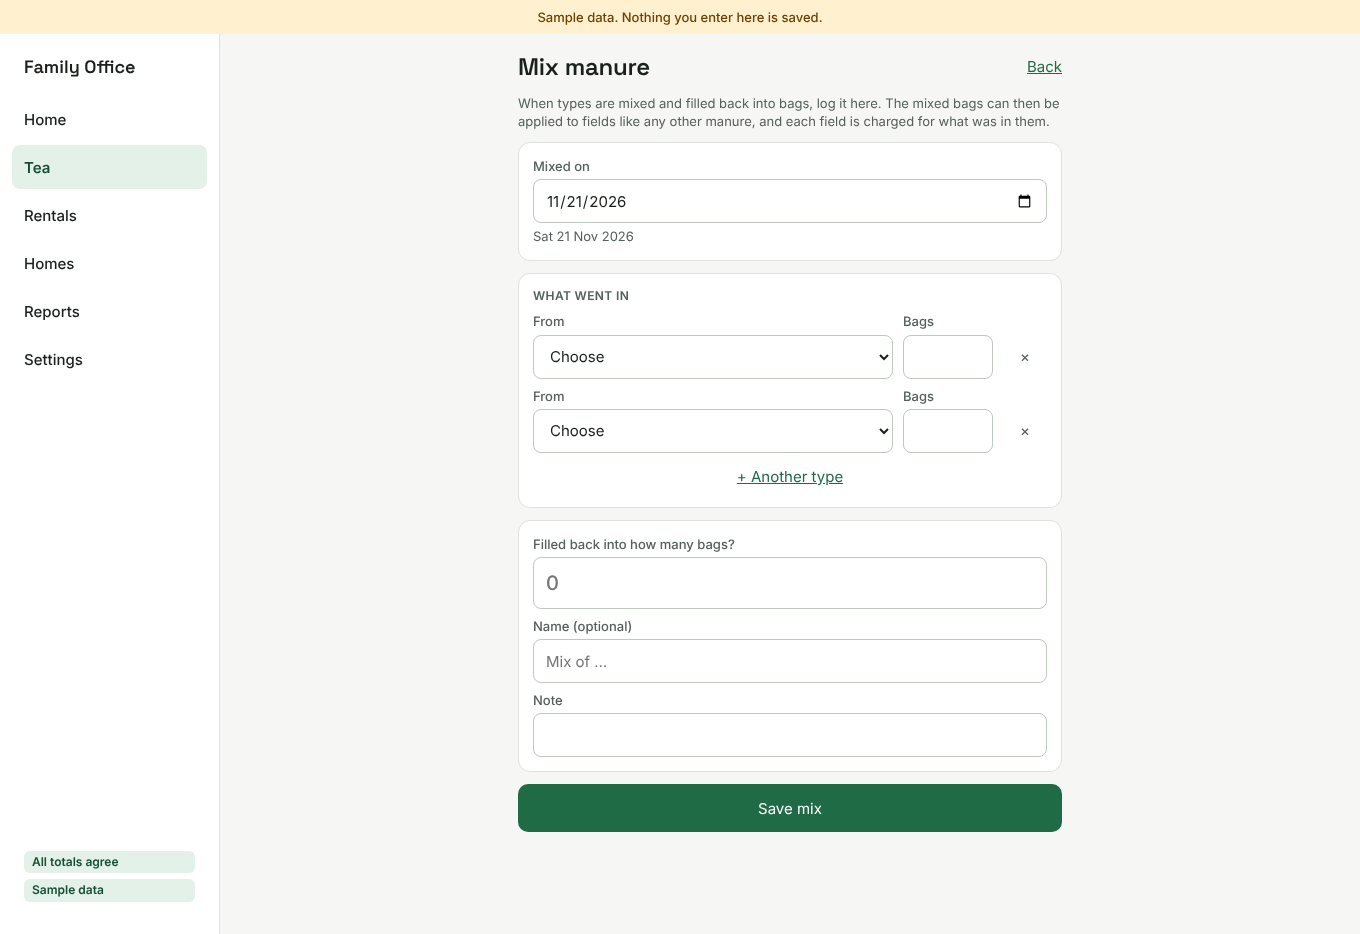 Sample data. Nothing you enter here is saved.
Family Office
Home
Tea
Rentals
Homes
Reports
Settings
All totals agree
Sample data
Mix manure
Back
When types are mixed and filled back into bags, log it here. The mixed bags can then be
applied to fields like any other manure, and each field is charged for what was in them.
Mixed on
11/21/2026
Sat 21 Nov 2026
WHAT WENT IN
From Bags
Choose ×
From Bags
Choose ×
+ Another type
Filled back into how many bags?
0
Name (optional)
Mix of ...
Note
Save mix